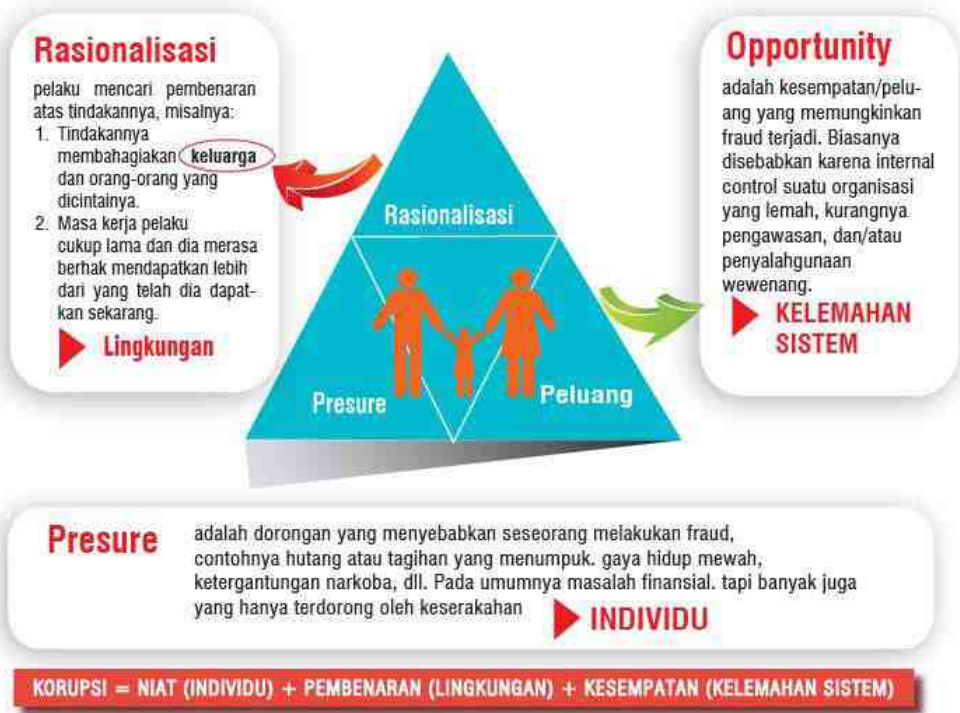 Rasionalisasi
pelaku mencari pembenaran
atas tindakannya, misalnya:
1. Tindakannya
membahagiakan keluarga
dan orang-orang yang
dicintainya.
2. Masa kerja pelaku
cukup lama dan dia merasa
berhak mendapatkan lebih
dari yang telah dia dapat-
kan sekarang.
Lingkungan
Opportunity
adalah kesempatan/pelu-
ang yang memungkinkan
fraud terjadi. Biasanya
disebabkan karena internal
control suatu organisasi
yang lemah, kurangnya
pengawasan, dan/atau
penyalahgunaan
wewenang.
KELEMAHAN
SISTEM
Rasionalisasi
Presure
Peluang
Presure
adalah dorongan yang menyebabkan seseorang melakukan fraud,
contohnya hutang atau tagihan yang menumpuk. gaya hidup mewah,
ketergantungan narkoba, dll. Pada umumnya masalah finansial. tapi banyak juga
yang hanya terdorong oleh keserakahan
INDIVIDU
KORUPSI = NIAT (INDIVIDU) + PEMBENARAN (LINGKUNGAN) + KESEMPATAN (KELEMAHAN SISTEM)